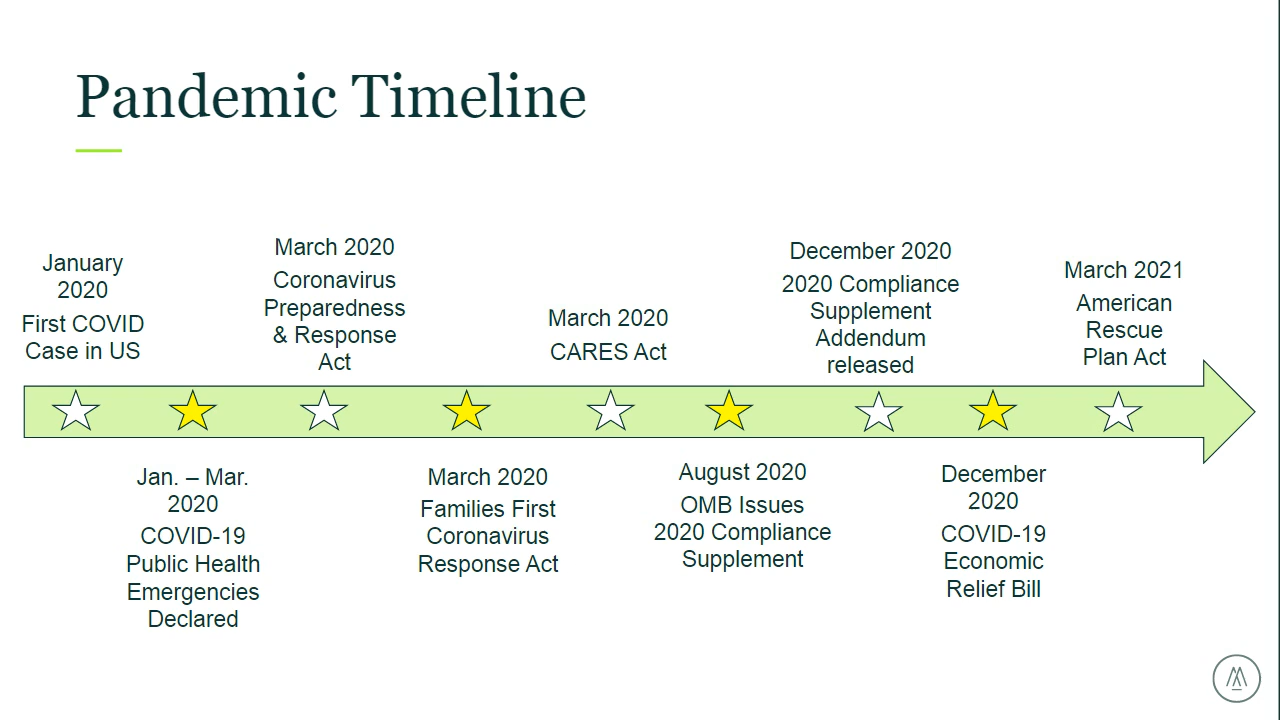 Pandemic Timeline
January
2020
First COVID
Case in US
Jan. – Mar.
2020
COVID-19
Public Health
Emergencies
Declared
March 2020
Coronavirus
Preparedness
& Response
Act
March 2020
Families First
Coronavirus
Response Act
March 2020
CARES Act
August 2020
OMB Issues
2020 Compliance
Supplement
December 2020
2020 Compliance
Supplement
Addendum
released
December
2020
COVID-19
Economic
Relief Bill
March 2021
American
Rescue
Plan Act